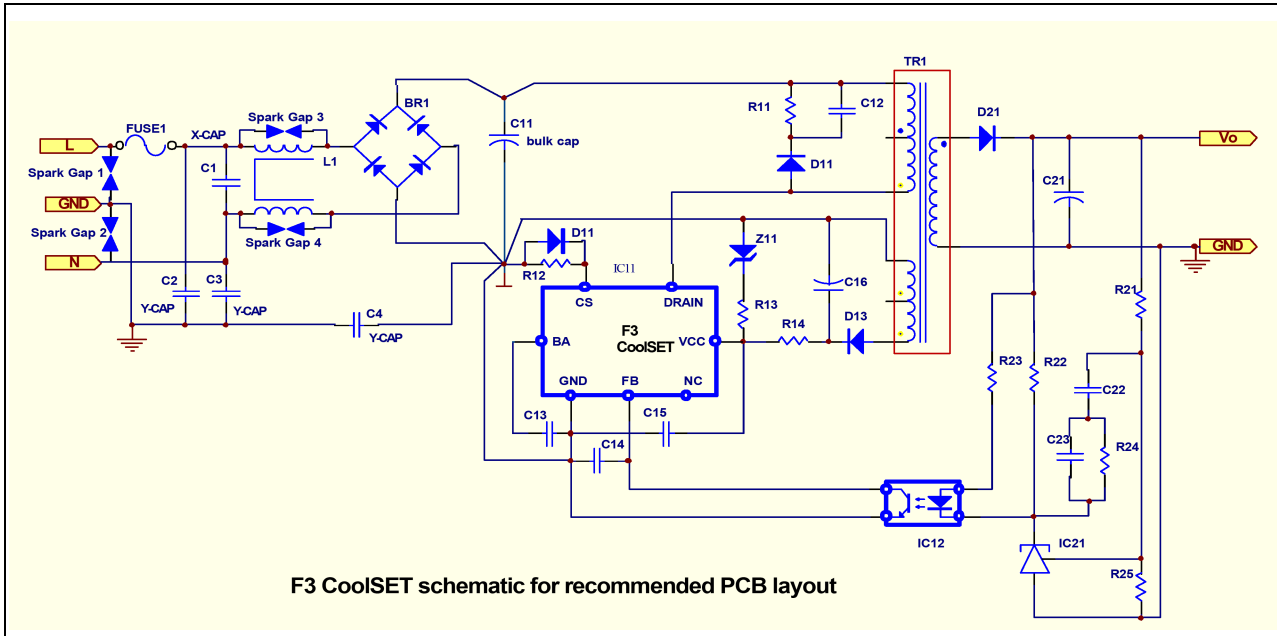 TR1
BR1
C11
bulk cap
R11
C12
D21
Vo
FUSE1
X-CAP
Spark Gap 3
L
C1
L1
D11
C21
Spark Gap 1
GND
Spark Gap 2
N
Spark Gap 4
Z11
D11
R12
IC11
C16
GND
C2
C3
Y-CAP
Y-CAP
C4
Y-CAP
CS
DRAIN
F3
CoolSET
BA
VCC
GND
FB
NC
R13
R14
D13
R21
R23
R22
C22
C13
C15
C14
C23
R24
IC12
IC21
R25
F3 CoolSET schematic for recommended PCB layout